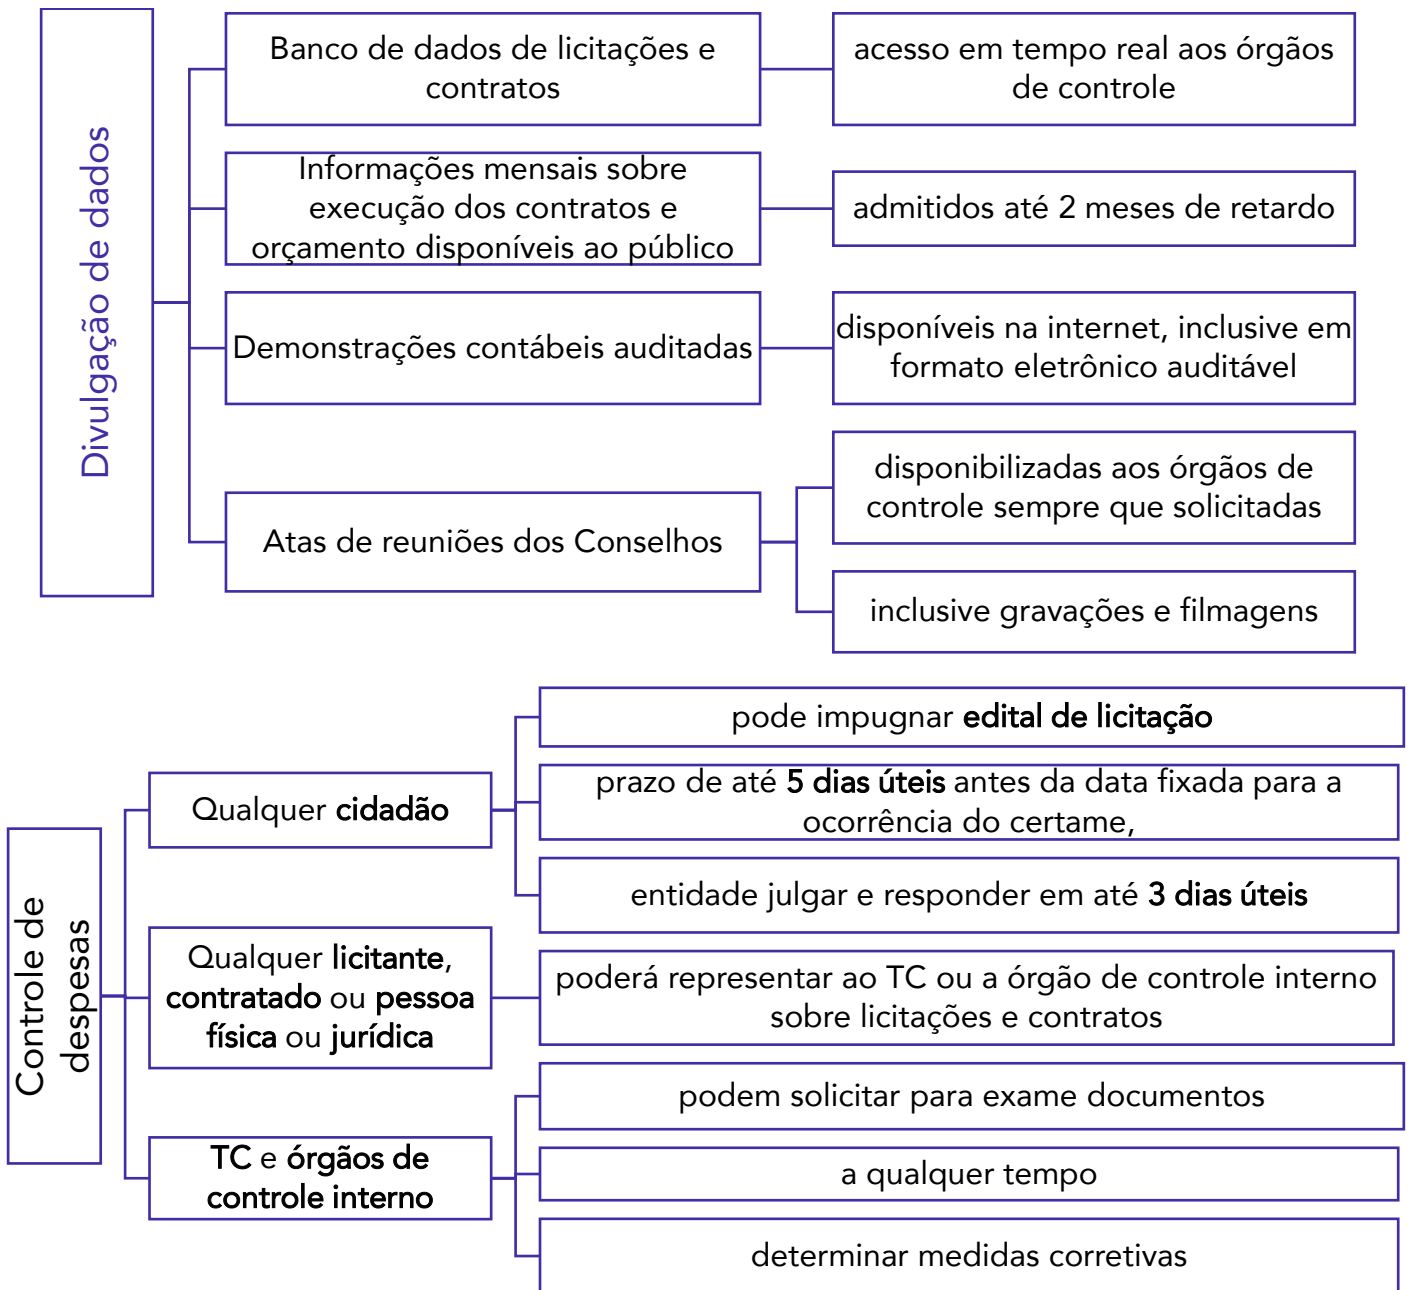 Divulgação de dados
Banco de dados de licitações e
contratos
acesso em tempo real aos órgãos
de controle
Informações mensais sobre
execução dos contratos e
orçamento disponíveis ao público
admitidos até 2 meses de retardo
Demonstrações contábeis auditadas
disponíveis na internet, inclusive em
formato eletrônico auditável
Atas de reuniões dos Conselhos
disponibilizadas aos órgãos de
controle sempre que solicitadas
inclusive gravações e filmagens
Controle de
despesas
Qualquer cidadão
pode impugnar edital de licitação
prazo de até 5 dias úteis antes da data fixada para a
ocorrência do certame,
entidade julgar e responder em até 3 dias úteis
Qualquer licitante,
contratado ou pessoa
física ou jurídica
poderá representar ao TC ou a órgão de controle interno
sobre licitações e contratos
TC e órgãos de
controle interno
podem solicitar para exame documentos
a qualquer tempo
determinar medidas corretivas